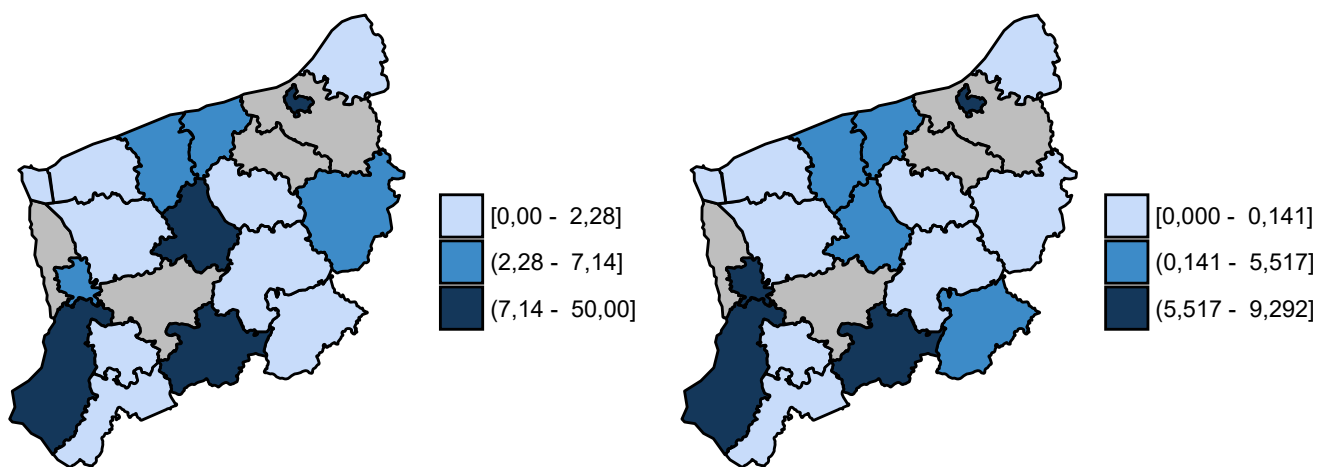 [0,00 - 2,28]
(2,28 - 7,14]
(7,14 - 50,00]
[0,000 - 0,141]
(0,141 - 5,517]
(5,517 - 9,292]